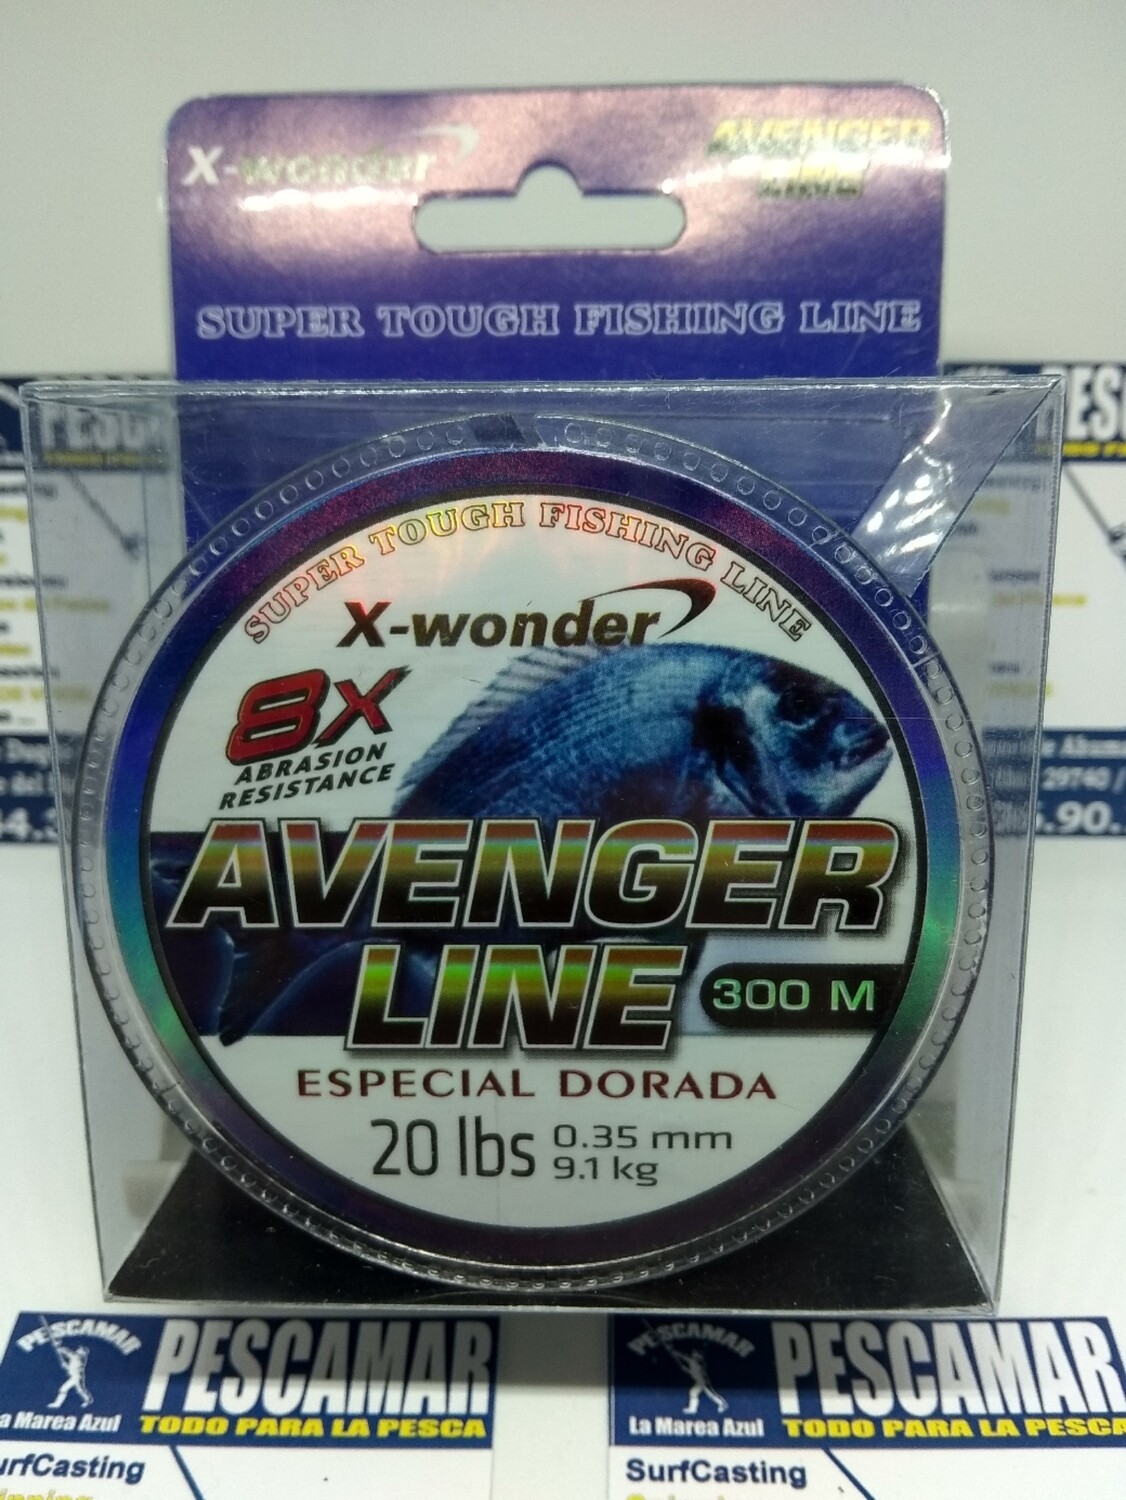 X-wonder
AVENGER
LINE
SUPER TOUGH FISHING LINE
SUPER TOUGH FISHING LINE
X-wonder
8X
ABRASION
RESISTANCE
AVENGER
LINE
300 M
ESPECIAL DORADA
20 lbs
0.35 mm
9.1 kg
29740 /
PESCAMAR
PESCAMAR
La Marea Azul
TODO PARA LA PESCA
SurfCasting
PESCAMAR
PESCAMAR
La Marea Azul
TODO PARA LA PESCA
SurfCasting